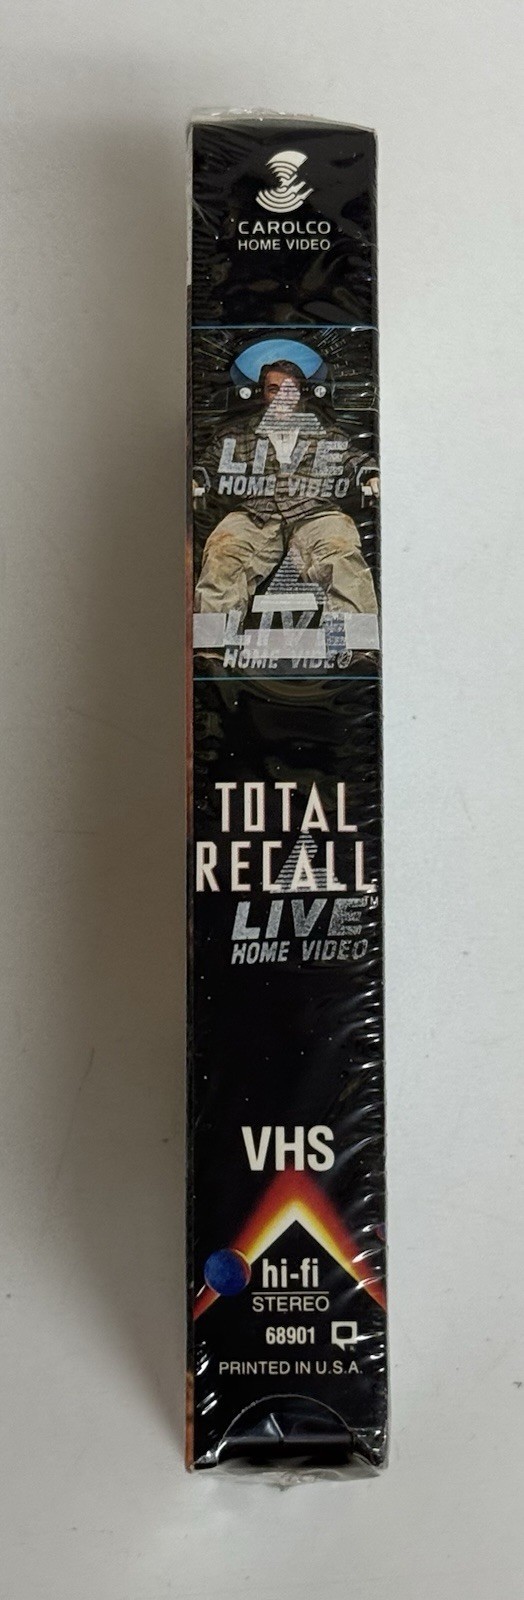 CAROLCO
HOME VIDEO
LIVE
HOME VIDEO
LIVE
HOME VIDEO
TOTAL
RECALL™
LIVE
HOME VIDEO
VHS
hi-fi
STEREO
68901
PRINTED IN U.S.A.